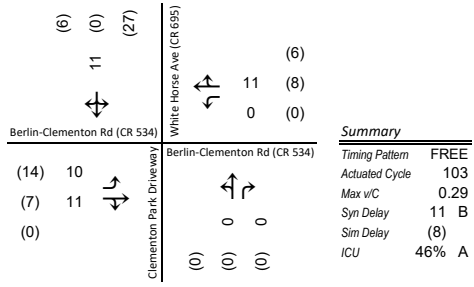 (6) (0) (27)
11
White Horse Ave (CR 695)
(6)
11 (8)
0 (0)
Berlin-Clementon Rd (CR 534)
Berlin-Clementon Rd (CR 534)
(14) 10
(7) 11
(0)
Clementon Park Driveway
0 0
(0) (0) (0)
Summary
Timing Pattern FREE
Actuated Cycle 103
Max v/C 0.29
Syn Delay 11 B
Sim Delay (8)
ICU 46% A